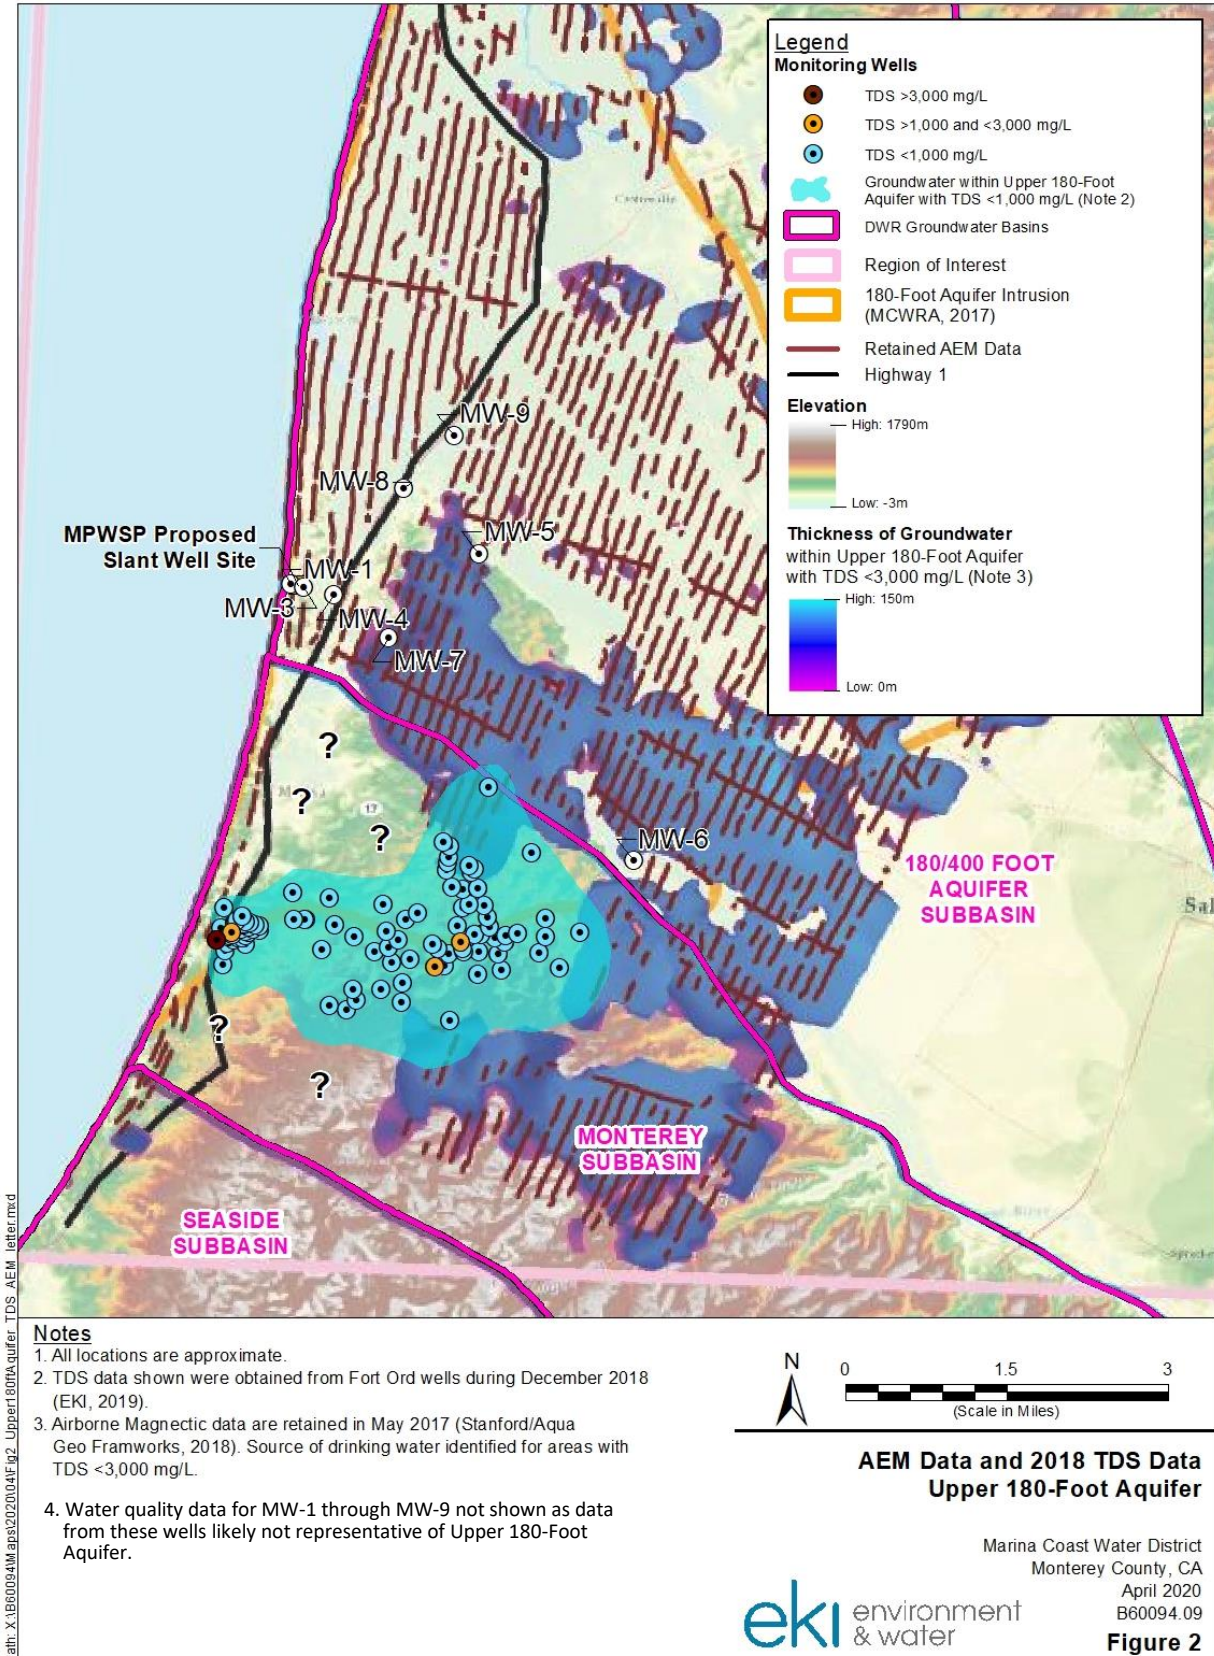 Legend
Monitoring Wells
TDS >3,000 mg/L
TDS >1,000 and <3,000 mg/L
TDS <1,000 mg/L
Groundwater within Upper 180-Foot
Aquifer with TDS <1,000 mg/L (Note 2)
DWR Groundwater Basins
Region of Interest
180-Foot Aquifer Intrusion
(MCWRA, 2017)
Retained AEM Data
Highway 1
Elevation
High: 1790m
Low: -3m
Thickness of Groundwater
within Upper 180-Foot Aquifer
with TDS <3,000 mg/L (Note 3)
High: 150m
Low: 0m
MW-9
MW-8
MW-5
MPWSP Proposed
Slant Well Site
MW-1
MW-3
MW-4
MW-7
?
?
?
MW-6
180/400 FOOT
AQUIFER
SUBBASIN
Sal
?
?
MONTEREY
SUBBASIN
SEASIDE
SUBBASIN
Notes
1. All locations are approximate.
2. TDS data shown were obtained from Fort Ord wells during December 2018
(EKI, 2019).
3. Airborne Magnectic data are retained in May 2017 (Stanford/Aqua
Geo Framworks, 2018). Source of drinking water identified for areas with
TDS <3,000 mg/L.
4. Water quality data for MW-1 through MW-9 not shown as data
from these wells likely not representative of Upper 180-Foot
Aquifer.
N
0 1.5 3
(Scale in Miles)
AEM Data and 2018 TDS Data
Upper 180-Foot Aquifer
Marina Coast Water District
Monterey County, CA
April 2020
B60094.09
Figure 2
eki environment
& water
ath: X:\B60094\Maps\2020\04\Fig2_Upper180ftAquifer_TDS_AEM_letter.mxd